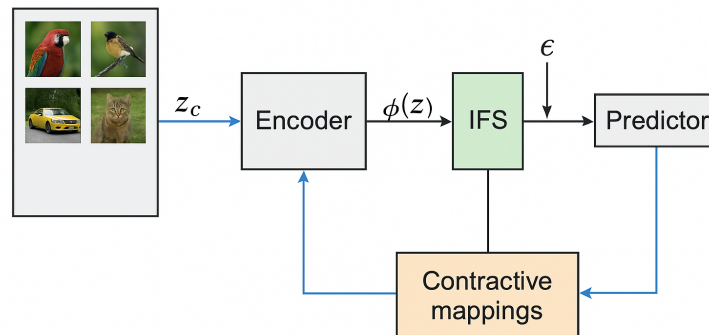 z_c
Encoder
ϕ(z)
IFS
ϵ
Predictor
Contractive
mappings